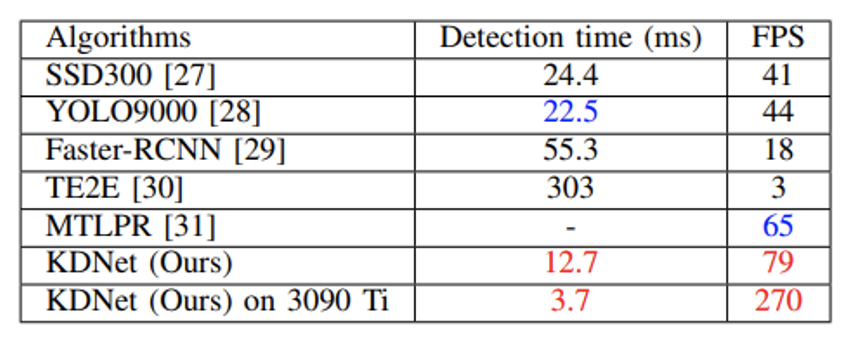 Algorithms Detection time (ms) FPS
SSD300 [27] 24.4 41
YOLO9000 [28] 22.5 44
Faster-RCNN [29] 55.3 18
TE2E [30] 303 3
MTLPR [31] - 65
KDNet (Ours) 12.7 79
KDNet (Ours) on 3090 Ti 3.7 270